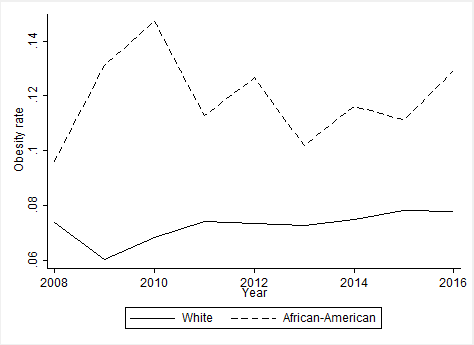 Obesity rate
.14
.12
.1
.08
.06
2008
2010
2012
2014
2016
Year
White
African-American